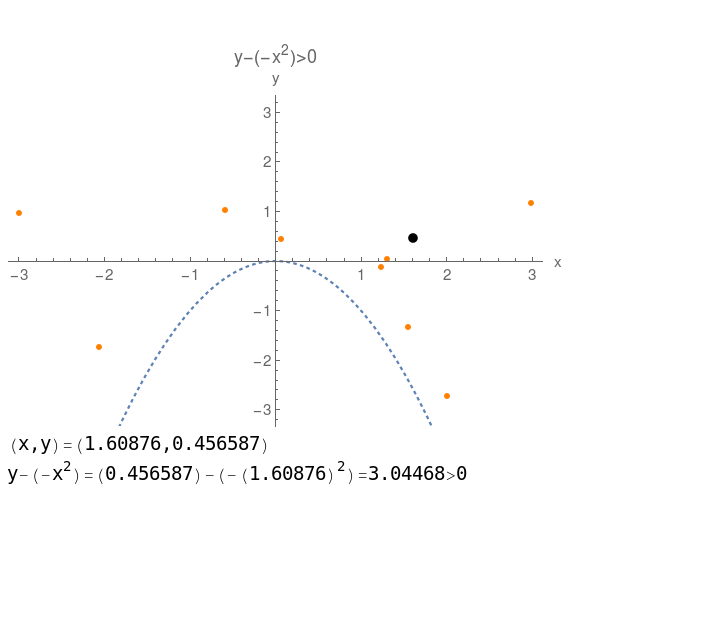 y-(-x²)>0
y
3
2
1
-3 -2 -1 1 2 3 x
-1
-2
-3
(x,y)=(1.60876,0.456587)
y-(-x²)=(0.456587)-(-(1.60876)²)=3.04468>0